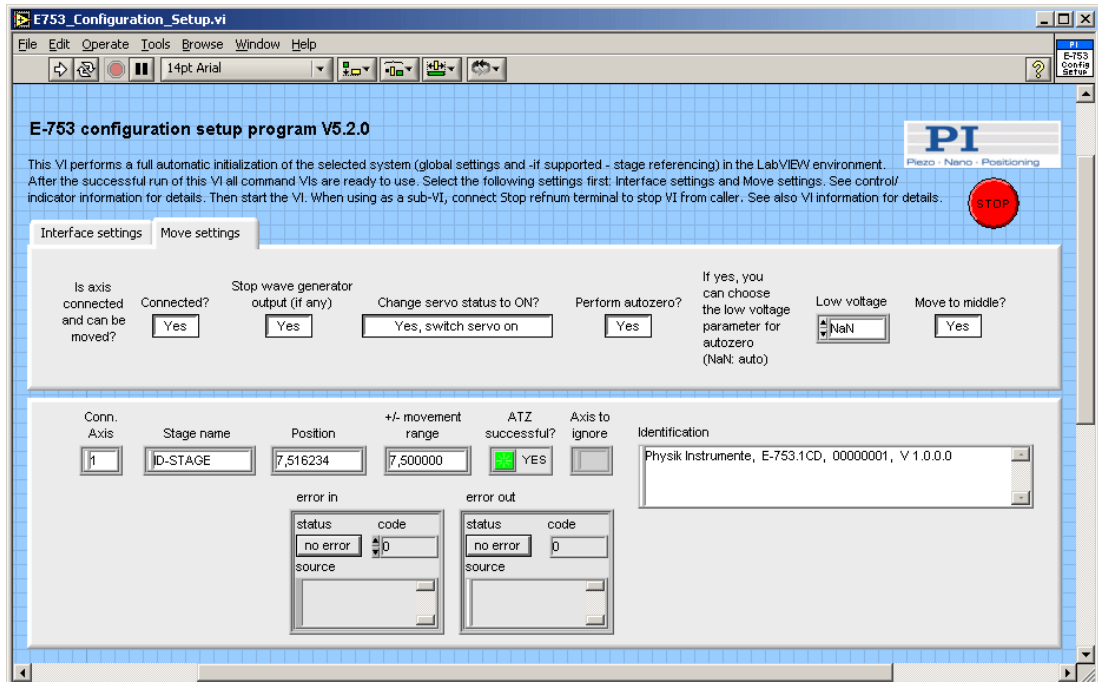 E753_Configuration_Setup.vi
File Edit Operate Tools Browse Window Help
14pt Arial
PI
E-753
Config
Setup
E-753 configuration setup program V5.2.0
PI
Piezo · Nano · Positioning
This VI performs a full automatic initialization of the selected system (global settings and -if supported - stage referencing) in the LabVIEW environment.
After the successful run of this VI all command VIs are ready to use. Select the following settings first: Interface settings and Move settings. See control/
indicator information for details. Then start the VI. When using as a sub-VI, connect Stop refnum terminal to stop VI from caller. See also VI information for details.
STOP
Interface settings Move settings
Is axis
connected
and can be
moved?
Connected?
Yes
Stop wave generator
output (if any)
Yes
Change servo status to ON?
Yes, switch servo on
Perform autozero?
Yes
If yes, you
can choose
the low voltage
parameter for
autozero
(NaN: auto)
Low voltage
NaN
Move to middle?
Yes
Conn.
Axis
1
Stage name
ID-STAGE
Position
7,516234
+/- movement
range
7,500000
ATZ
successful?
YES
Axis to
ignore
Identification
Physik Instrumente, E-753.1CD, 00000001, V 1.0.0.0
error in
status code
no error 0
source
error out
status code
no error 0
source